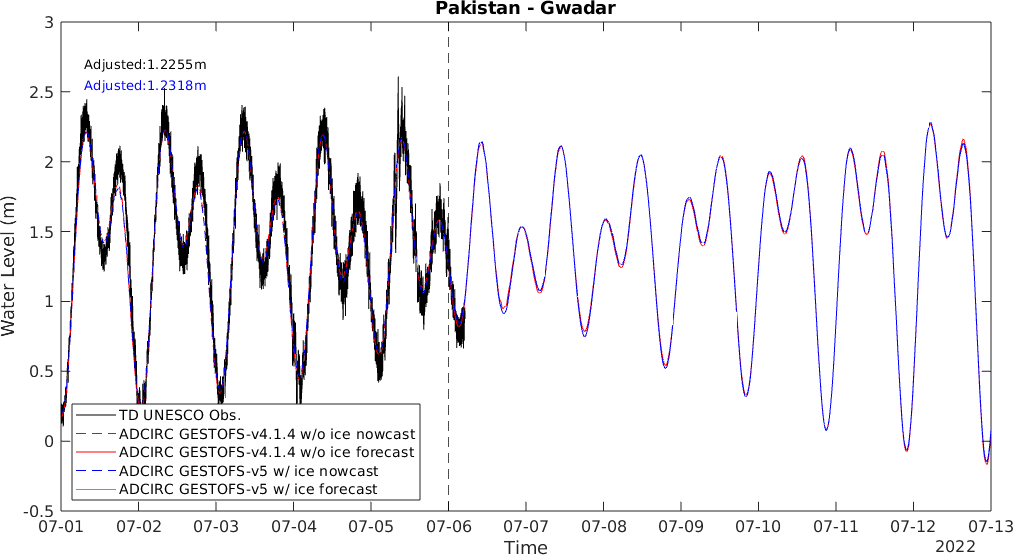 Pakistan - Gwadar
Water Level (m)
3
2.5
2
1.5
1
0.5
0
-0.5
Adjusted:1.2255m
Adjusted:1.2318m
TD UNESCO Obs.
ADCIRC GESTOFS-v4.1.4 w/o ice nowcast
ADCIRC GESTOFS-v4.1.4 w/o ice forecast
ADCIRC GESTOFS-v5 w/ ice nowcast
ADCIRC GESTOFS-v5 w/ ice forecast
07-01 07-02 07-03 07-04 07-05 07-06 07-07 07-08 07-09 07-10 07-11 07-12 07-13
Time
2022